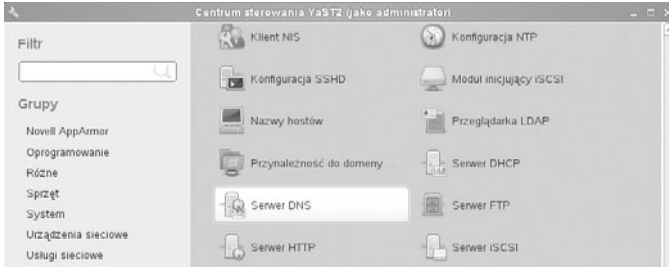 Centrum sterowania YaST2 (jako administrator)
Filtr
Grupy
Novell AppArmor
Oprogramowanie
Różne
Sprzęt
System
Urządzenia sieciowe
Usługi sieciowe
Klient NIS
Konfiguracja NTP
Konfiguracja SSHD
Moduł inicjujący iSCSI
Nazwy hostów
Przeglądarka LDAP
Przynależność do domeny ...
Serwer DHCP
Serwer DNS
Serwer FTP
Serwer HTTP
Serwer iSCSI